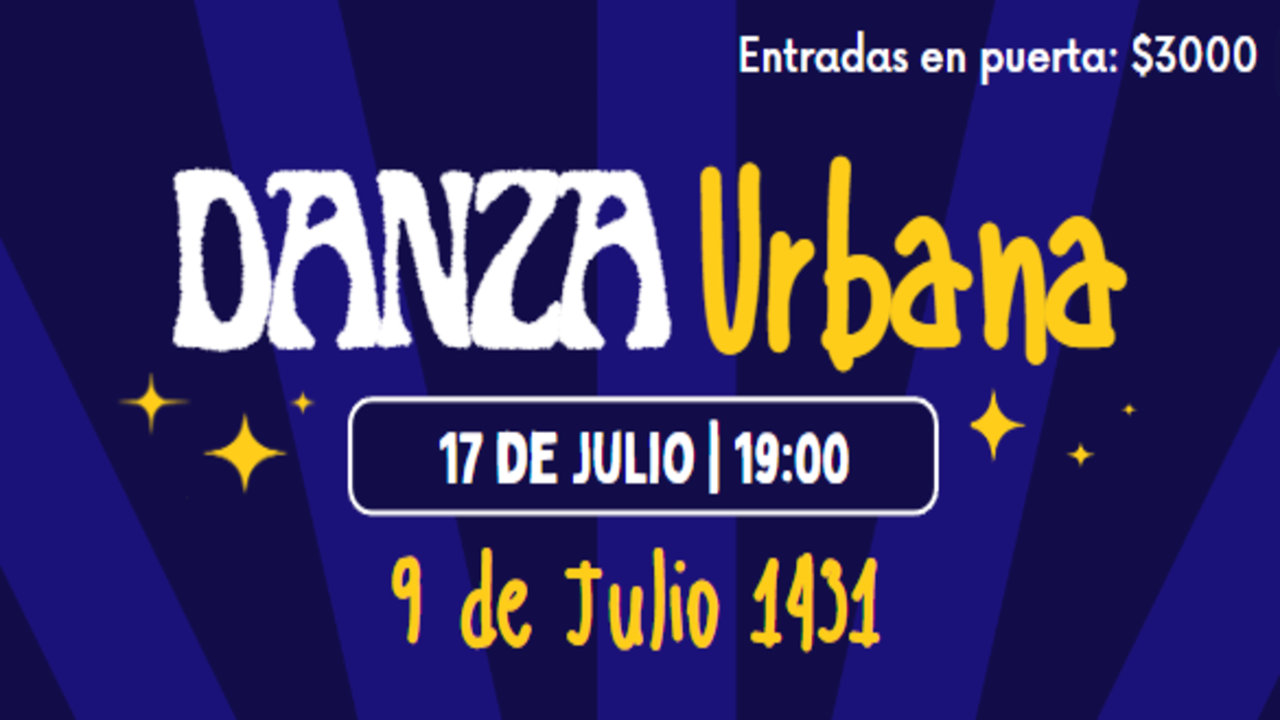 Entradas en puerta: $3000
DANZA Urbana
17 DE JULIO | 19:00
9 de Julio 1431